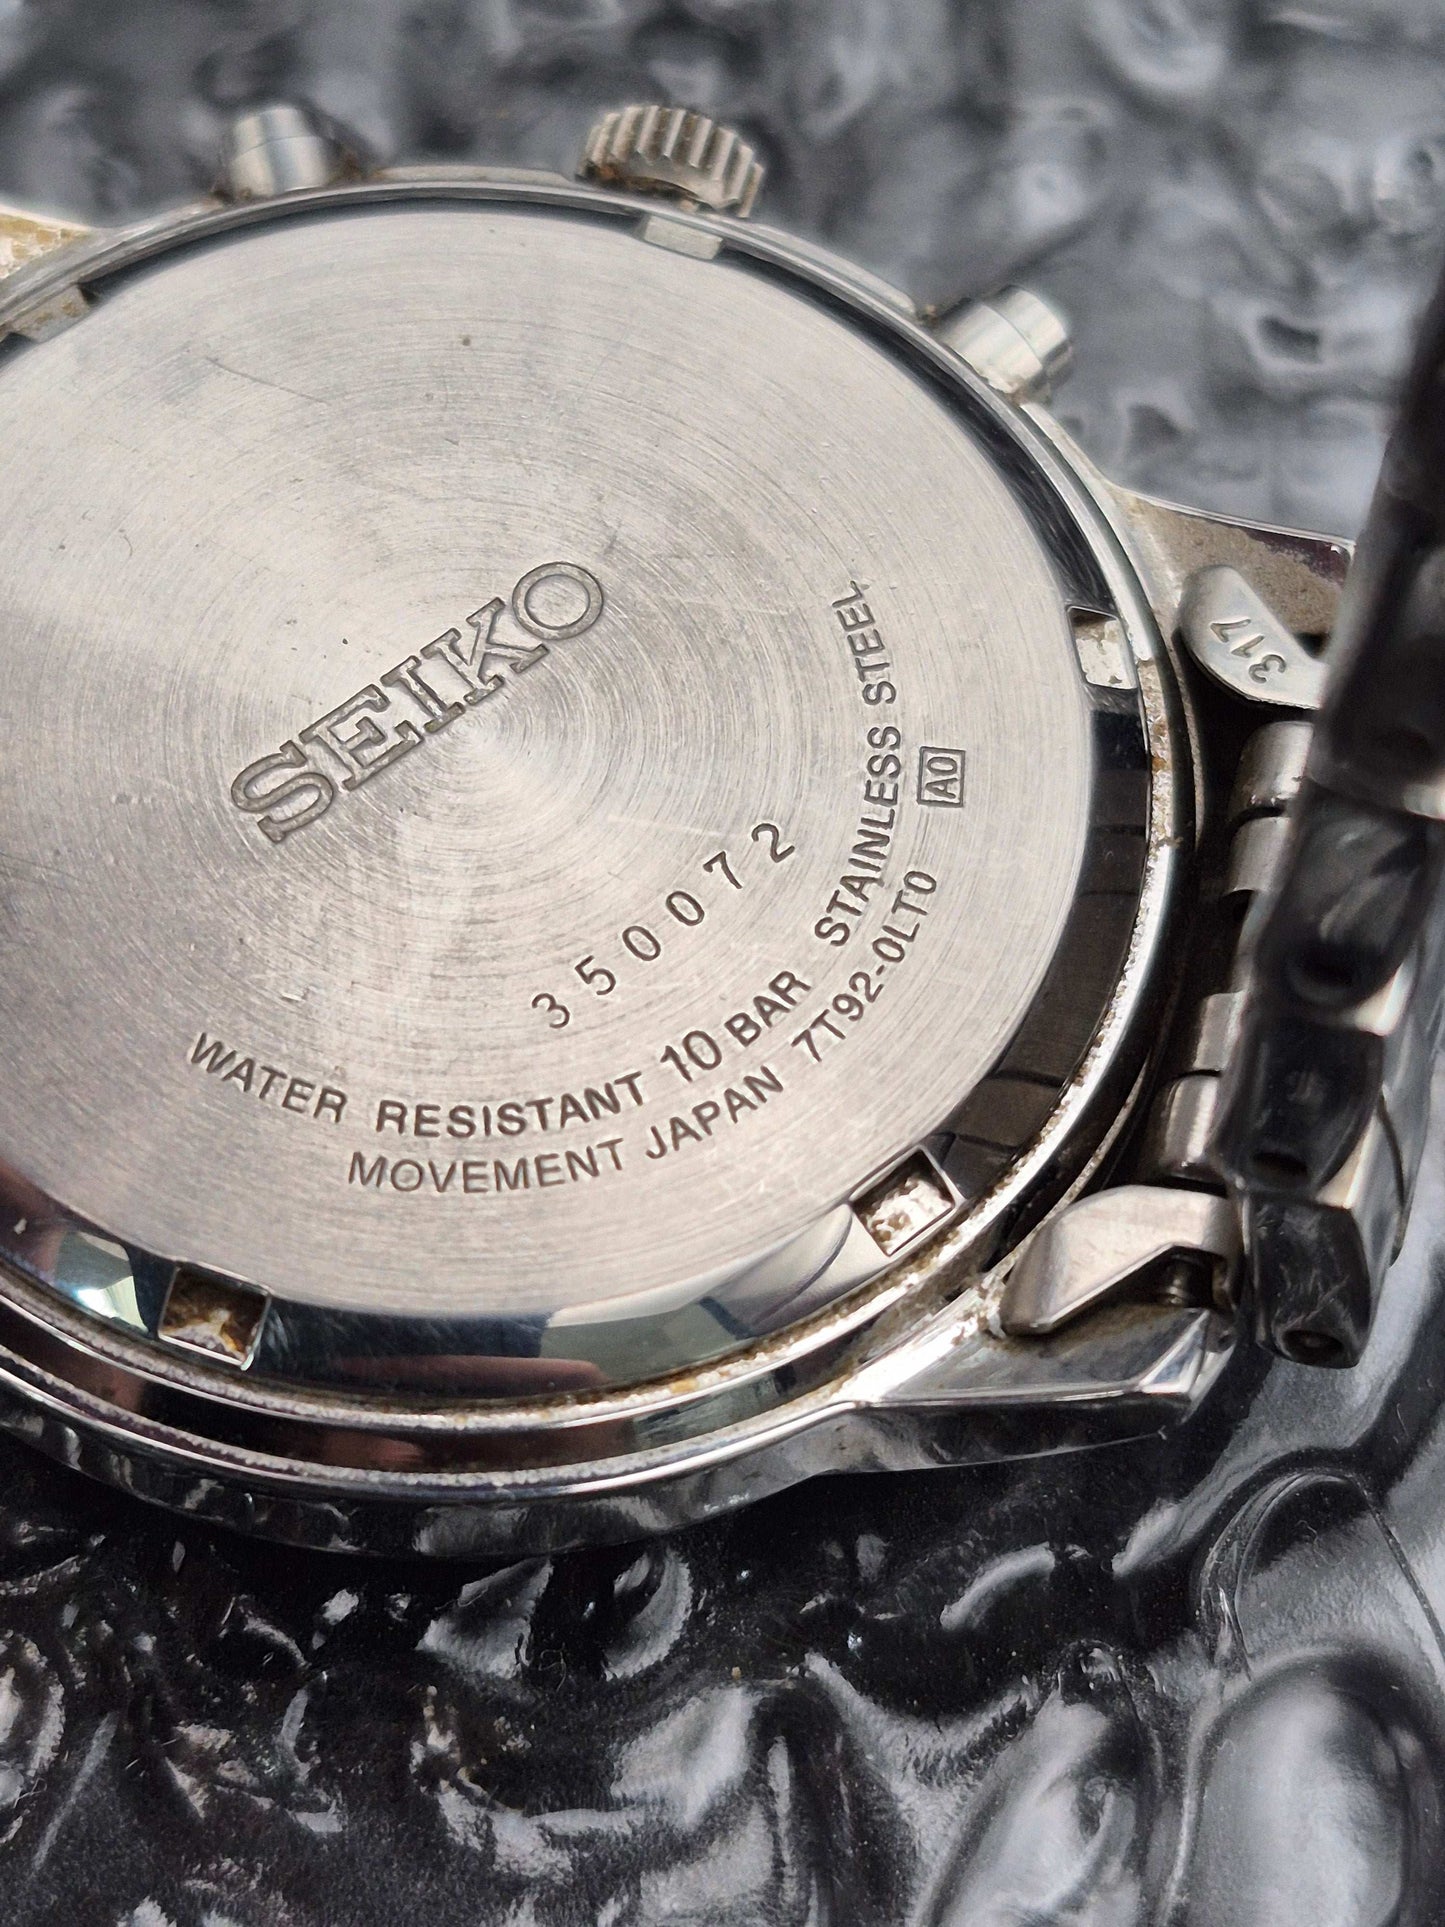 SEIKO
350072
WATER RESISTANT 10 BAR STAINLESS STEEL
MOVEMENT JAPAN 7T92-0LT0 A0
317